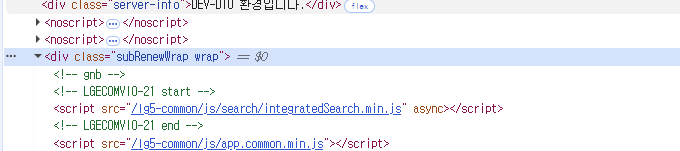 <div class="server-info">DEV-DTO 환경입니다.</div> flex
<noscript>…</noscript>
<noscript>…</noscript>
<div class="subRenewWrap wrap"> == $0
<!-- gnb -->
<!-- LGECOMVIO-21 start -->
<script src="/lg5-common/js/search/integratedSearch.min.js" async></script>
<!-- LGECOMVIO-21 end -->
<script src="/lg5-common/js/app.common.min.js"></script>